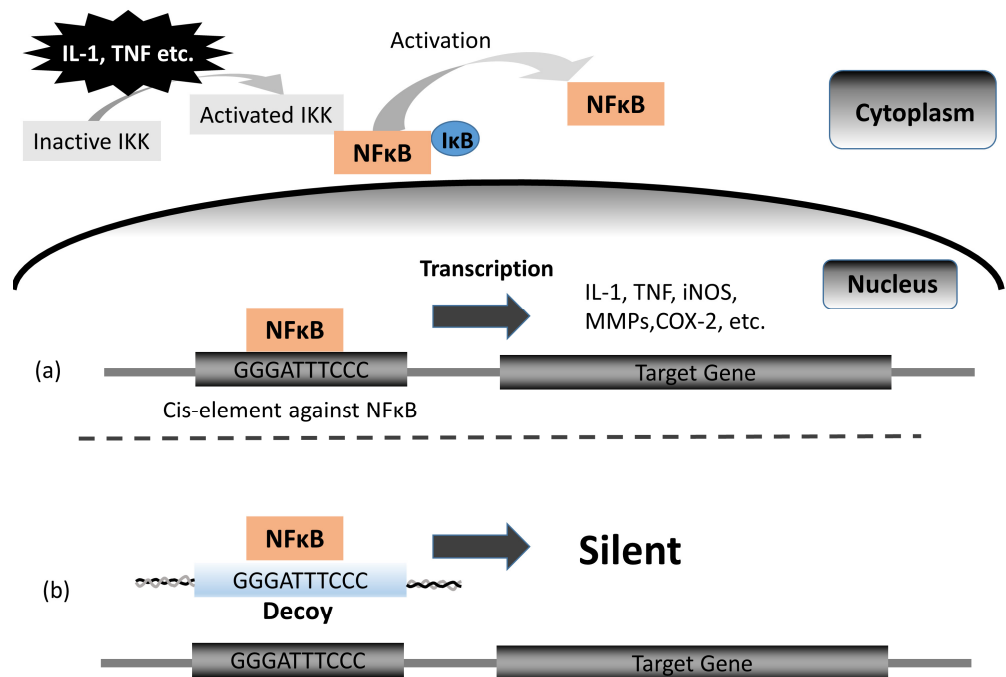 IL-1, TNF etc.
Activation
Inactive IKK
Activated IKK
NFκB
IκB
NFκB
Cytoplasm
Transcription
Nucleus
IL-1, TNF, iNOS,
MMPs,COX-2, etc.
NFκB
(a)
GGGATTTCCC
Target Gene
Cis-element against NFκB
NFκB
Silent
(b)
GGGATTTCCC
Decoy
GGGATTTCCC
Target Gene